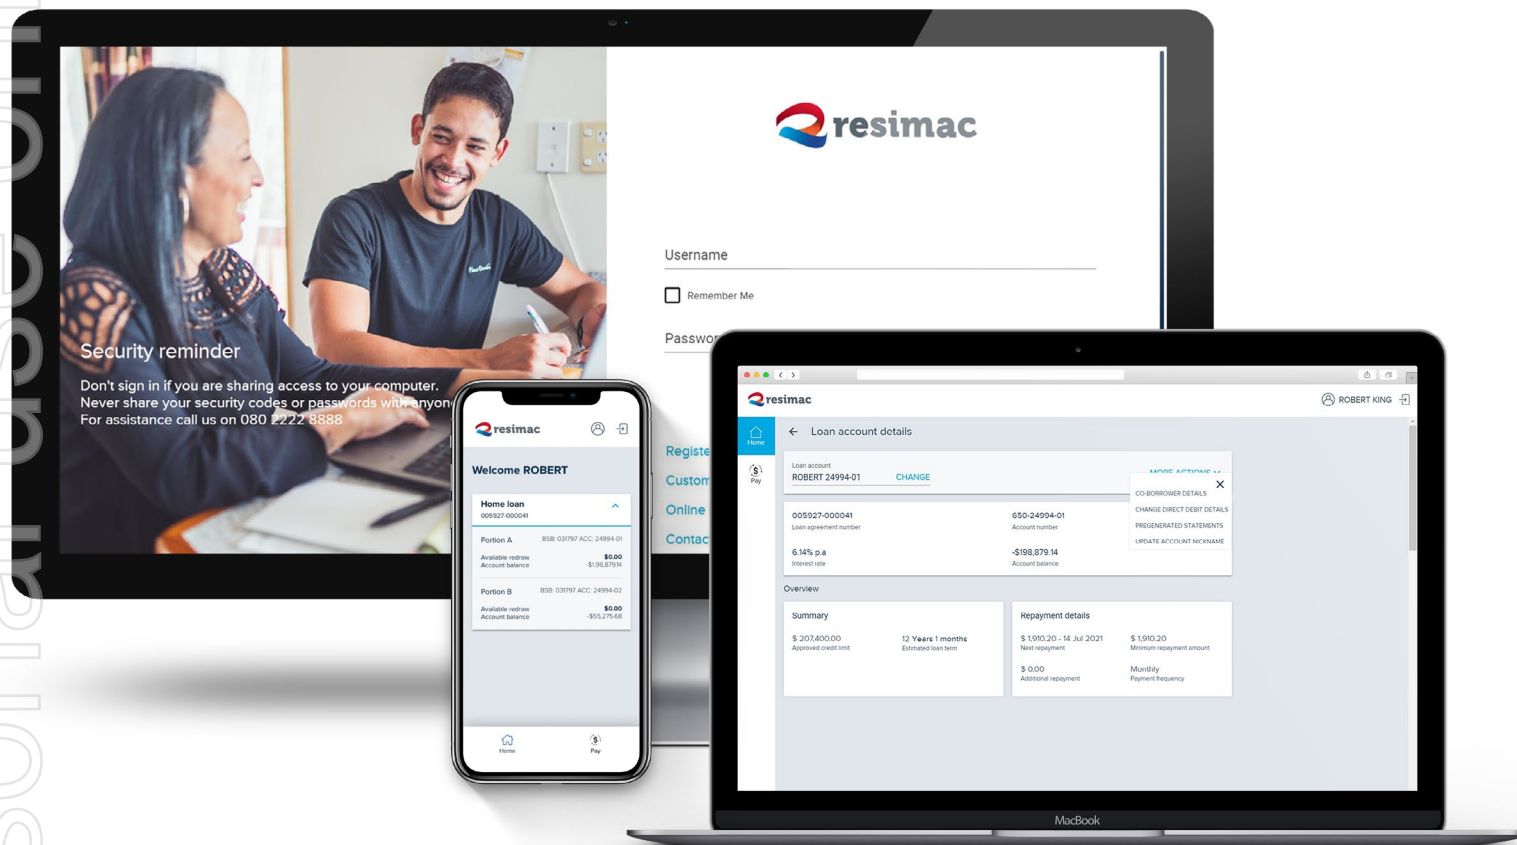 resimac
Username
Remember Me
Security reminder
Don't sign in if you are sharing access to your computer.
Never share your security codes or passwords with anyon
For assistance call us on 080 2222 8888
Registe
Custom
Online
Contac
resimac
Welcome ROBERT
Home loan
005927-000041
Portion A BSB: 031797 ACC: 24994-01
Available redraw $0.00
Account balance -$1,98,879.14
Portion B BSB: 031797 ACC: 24994-02
Available redraw $0.00
Account balance -$55,275.68
Home Pay
resimac
ROBERT KING
Home
Pay
Loan account details
Loan account
ROBERT 24994-01 CHANGE
MORE ACTIONS
CO-BORROWER DETAILS
CHANGE DIRECT DEBIT DETAILS
PREGENERATED STATEMENTS
UPDATE ACCOUNT NICKNAME
005927-000041 650-24994-01
Loan agreement number Account number
6.14% p.a -$198,879.14
Interest rate Account balance
Overview
Summary
$ 207,400.00 12 Years 1 months
Approved credit limit Estimated loan term
Repayment details
$ 1,910.20 - 14 Jul 2021 $ 1,910.20
Next repayment Minimum repayment amount
$ 0.00 Monthly
Additional repayment Payment frequency
MacBook